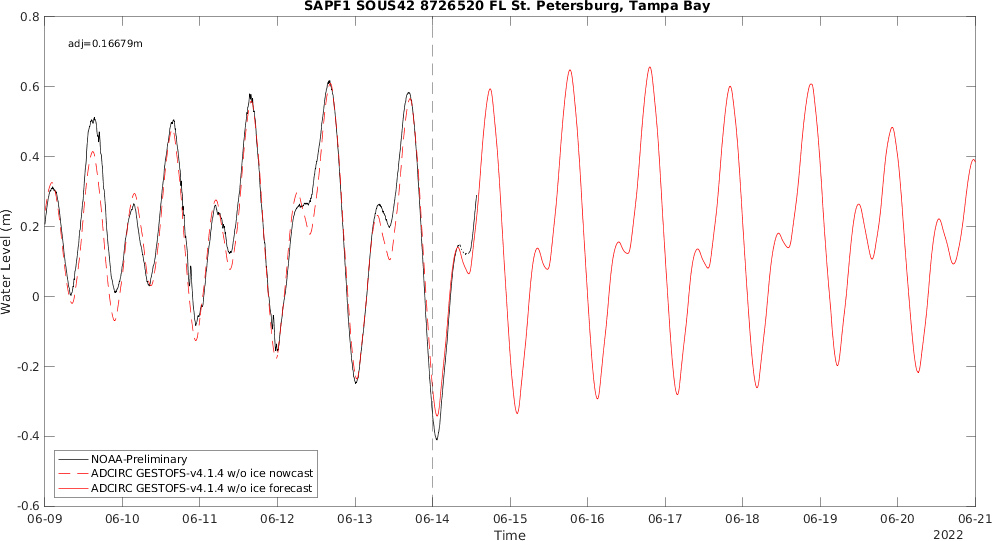 SAPF1 SOUS42 8726520 FL St. Petersburg, Tampa Bay
adj=0.16679m
Water Level (m)
0.8
0.6
0.4
0.2
0
-0.2
-0.4
-0.6
NOAA-Preliminary
ADCIRC GESTOFS-v4.1.4 w/o ice nowcast
ADCIRC GESTOFS-v4.1.4 w/o ice forecast
06-09 06-10 06-11 06-12 06-13 06-14 06-15 06-16 06-17 06-18 06-19 06-20 06-21
Time
2022